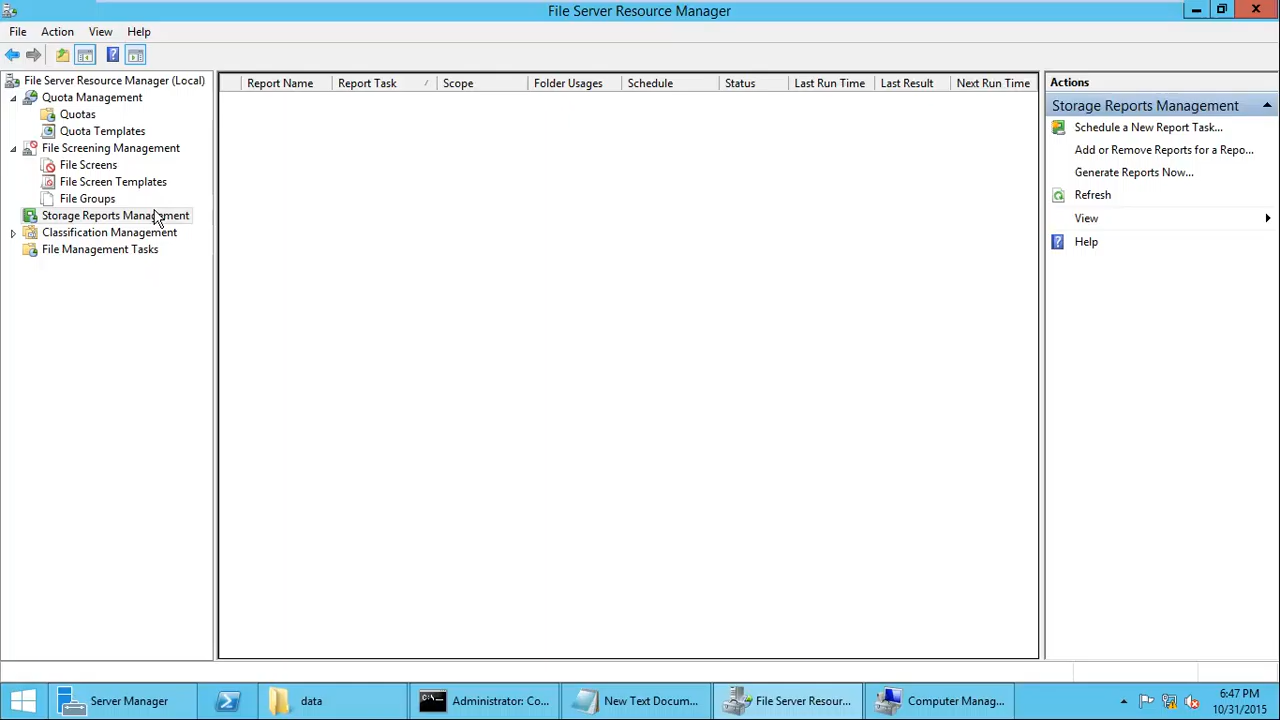 File Server Resource Manager
File Action View Help
File Server Resource Manager (Local)
Quota Management
Quotas
Quota Templates
File Screening Management
File Screens
File Screen Templates
File Groups
Storage Reports Management
Classification Management
File Management Tasks
Report Name Report Task Scope Folder Usages Schedule Status Last Run Time Last Result Next Run Time
Actions
Storage Reports Management
Schedule a New Report Task...
Add or Remove Reports for a Repo...
Generate Reports Now...
Refresh
View
Help
Server Manager
data
Administrator: Co...
New Text Docum...
File Server Resour...
Computer Manag...
6:47 PM
10/31/2015